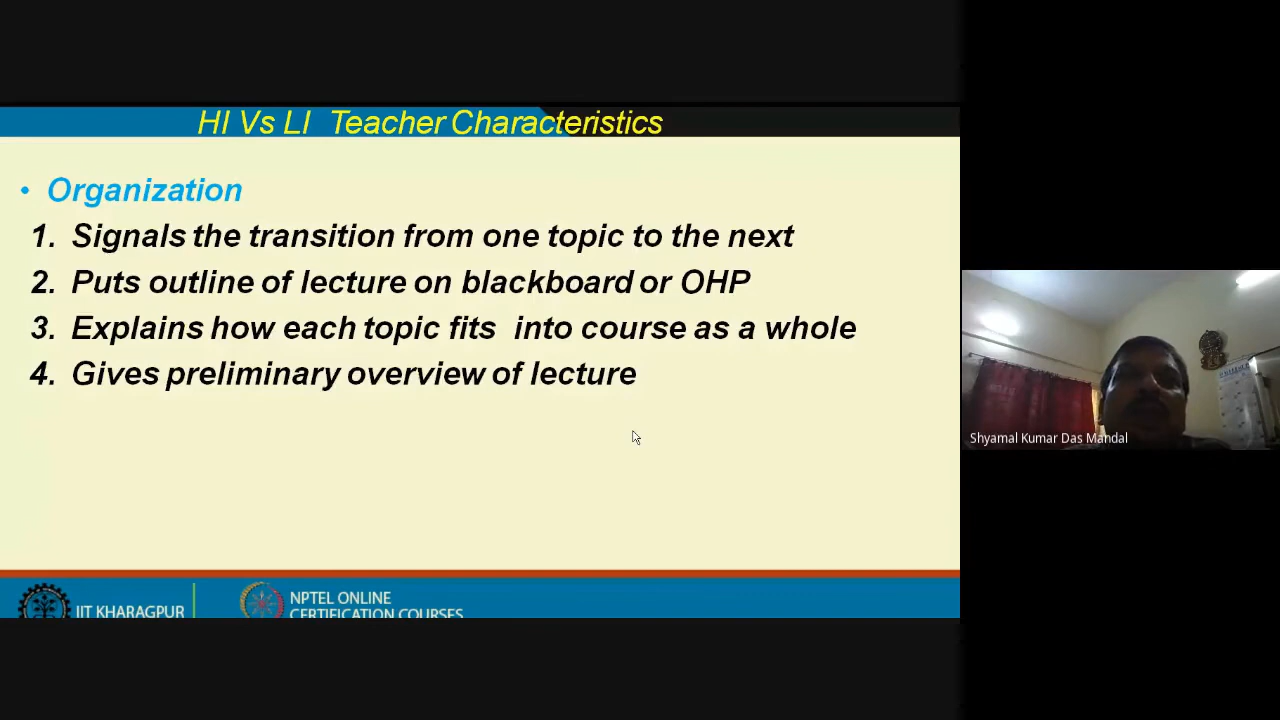 HI Vs LI Teacher Characteristics
• Organization
1. Signals the transition from one topic to the next
2. Puts outline of lecture on blackboard or OHP
3. Explains how each topic fits into course as a whole
4. Gives preliminary overview of lecture
Shyamal Kumar Das Mandal
IIT KHARAGPUR
NPTEL ONLINE
CERTIFICATION COURSES